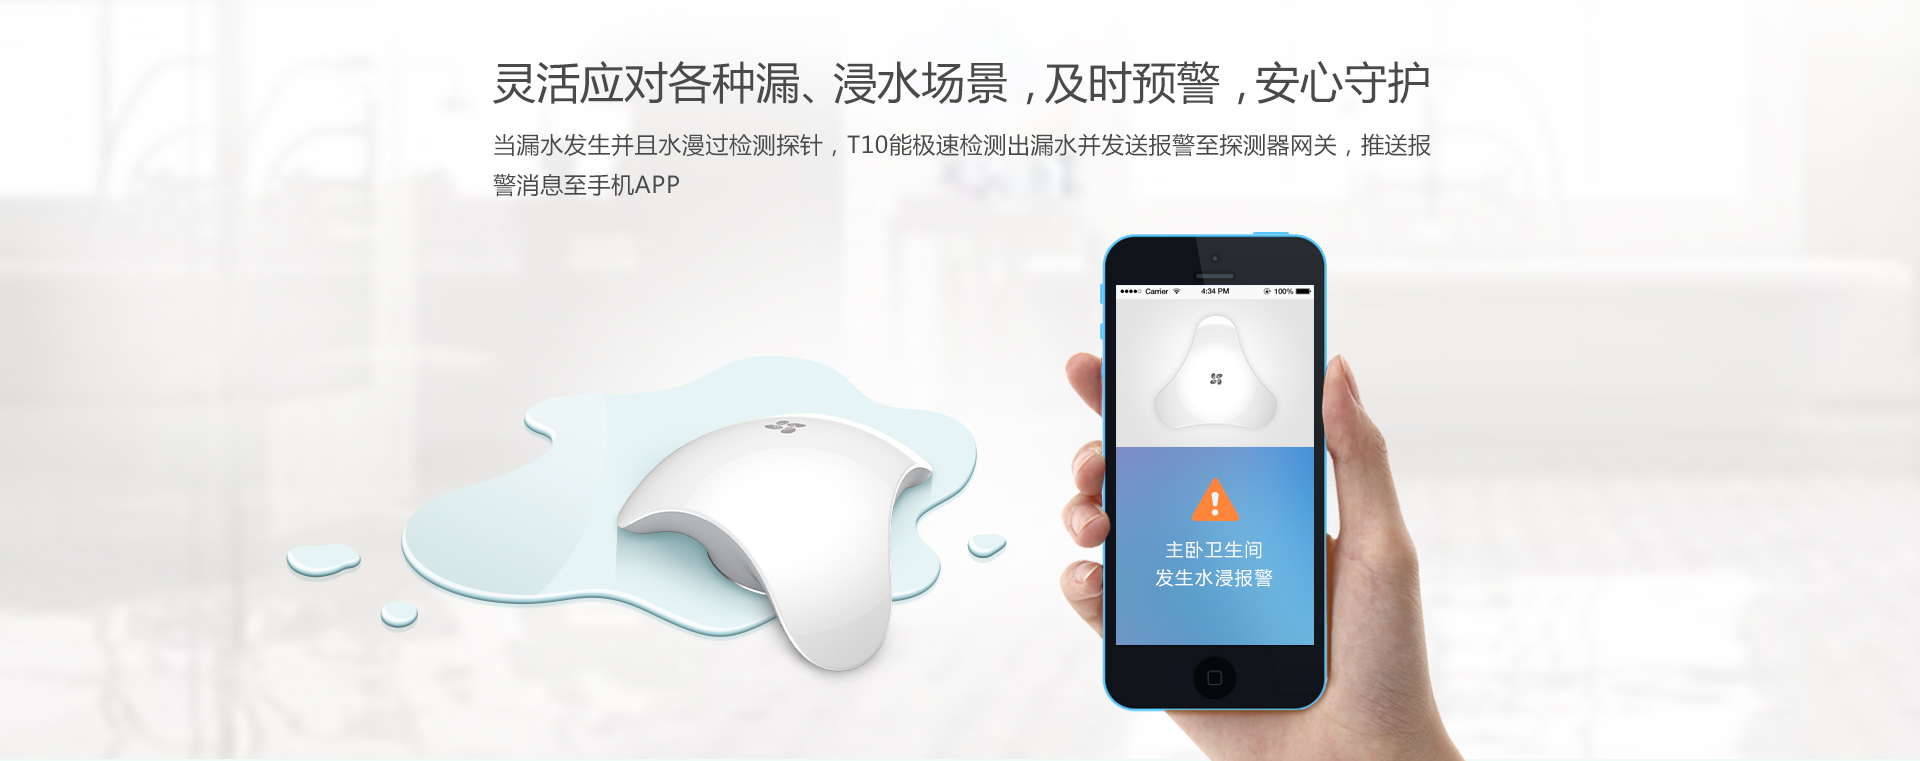 灵活应对各种漏、浸水场景，及时预警，安心守护
当漏水发生并且水漫过检测探针，T10能极速检测出漏水并发送报警至探测器网关，推送报
警消息至手机APP
Carrier 4:34 PM 100%
主卧卫生间
发生水浸报警